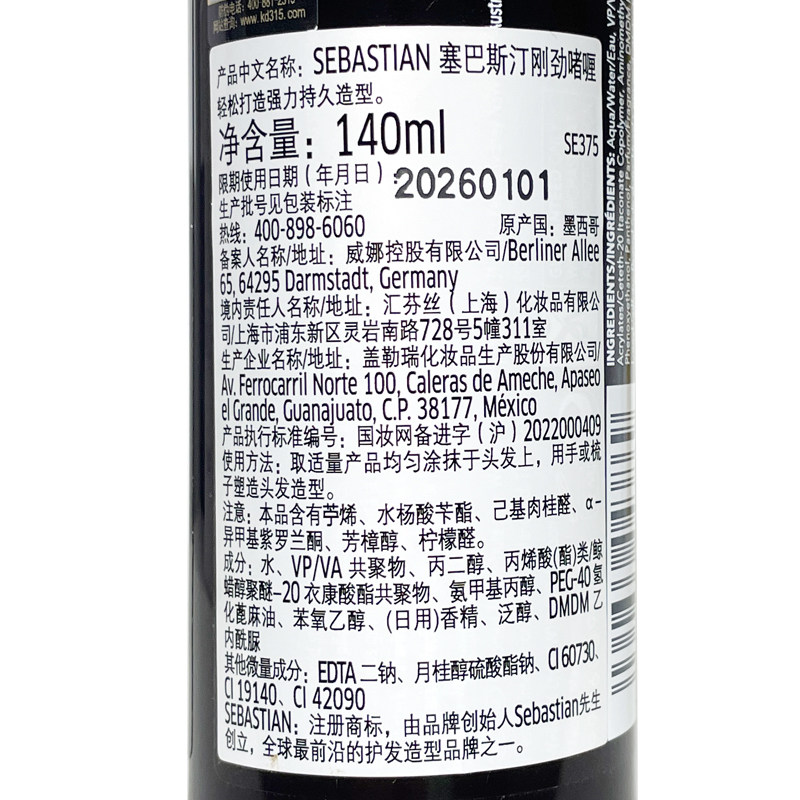 网站查询: www.kd315.com
产品中文名称: SEBASTIAN 塞巴斯汀刚劲啫喱
轻松打造强力持久造型。
净含量: 140ml
SE375
限期使用日期（年月日）: 20260101
生产批号见包装标注
热线: 400-898-6060 原产国: 墨西哥
备案人名称/地址: 威娜控股有限公司/Berliner Allee
65, 64295 Darmstadt, Germany
境内责任人名称/地址: 汇芬丝（上海）化妆品有限公
司/上海市浦东新区灵岩南路728号5幢311室
生产企业名称/地址: 盖勒瑞化妆品生产股份有限公司/
Av. Ferrocarril Norte 100, Caleras de Ameche, Apaseo
el Grande, Guanajuato, C.P. 38177, México
产品执行标准编号: 国妆网备进字（沪）2022000409
使用方法: 取适量产品均匀涂抹于头发上，用手或梳
子塑造头发造型。
注意: 本品含有苧烯、水杨酸苄酯、己基肉桂醛、α-
异甲基紫罗兰酮、芳樟醇、柠檬醛。
成分: 水、VP/VA 共聚物、丙二醇、丙烯酸(酯)类/鲸
蜡醇聚醚-20 衣康酸酯共聚物、氨甲基丙醇、PEG-40 氢
化蓖麻油、苯氧乙醇、(日用)香精、泛醇、DMDM 乙
内酰脲
其他微量成分: EDTA 二钠、月桂醇硫酸酯钠、CI 60730、
CI 19140、CI 42090
SEBASTIAN: 注册商标，由品牌创始人Sebastian先生
创立，全球最前沿的护发造型品牌之一。
INGREDIENTS/INGRÉDIENTS: Aqua/Water/Eau, VP/V
Acrylates/Ceteth-20 Itaconate Copolymer, Aminomet
Phenoxyethanol, Parfum/Fragrance, Panthenol, DMDM